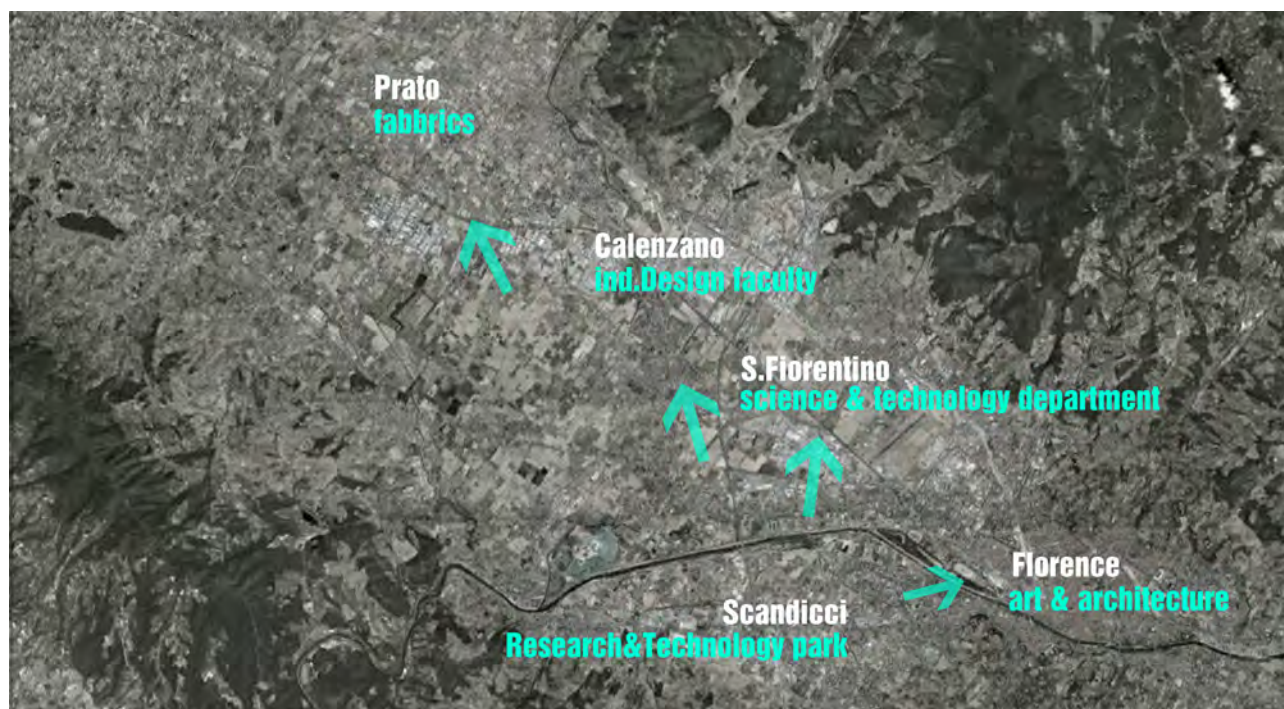 Prato
fabbrics
Calenzano
ind.Design faculty
S.Fiorentino
science & technology department
Florence
art & architecture
Scandicci
Research&Technology park